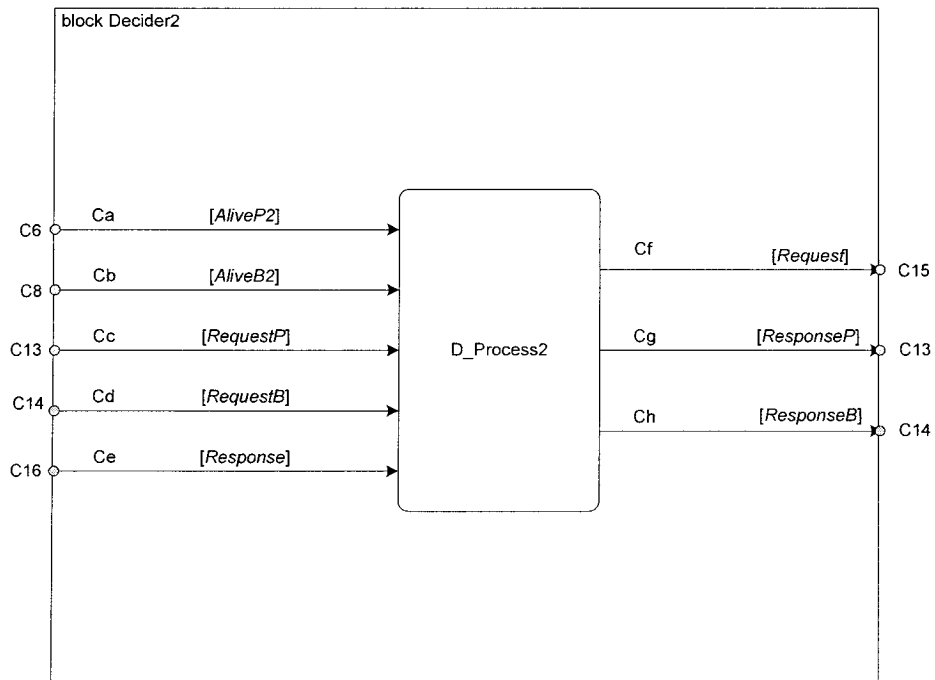 block Decider2
Ca [AliveP2]
C6
Cf [Request]
Cb [AliveB2]
C15
C8
Cc [RequestP]
D_Process2
Cg [ResponseP]
C13
C13
Cd [RequestB]
C14
Ch [ResponseB]
C14
Ce [Response]
C16